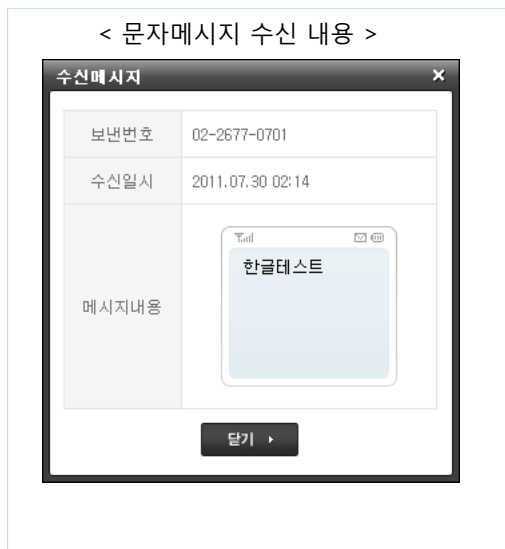 < 문자메시지 수신 내용 >
수신메시지 ×
보낸번호 02-2677-0701
수신일시 2011.07.30 02:14
한글테스트
메시지내용
닫기